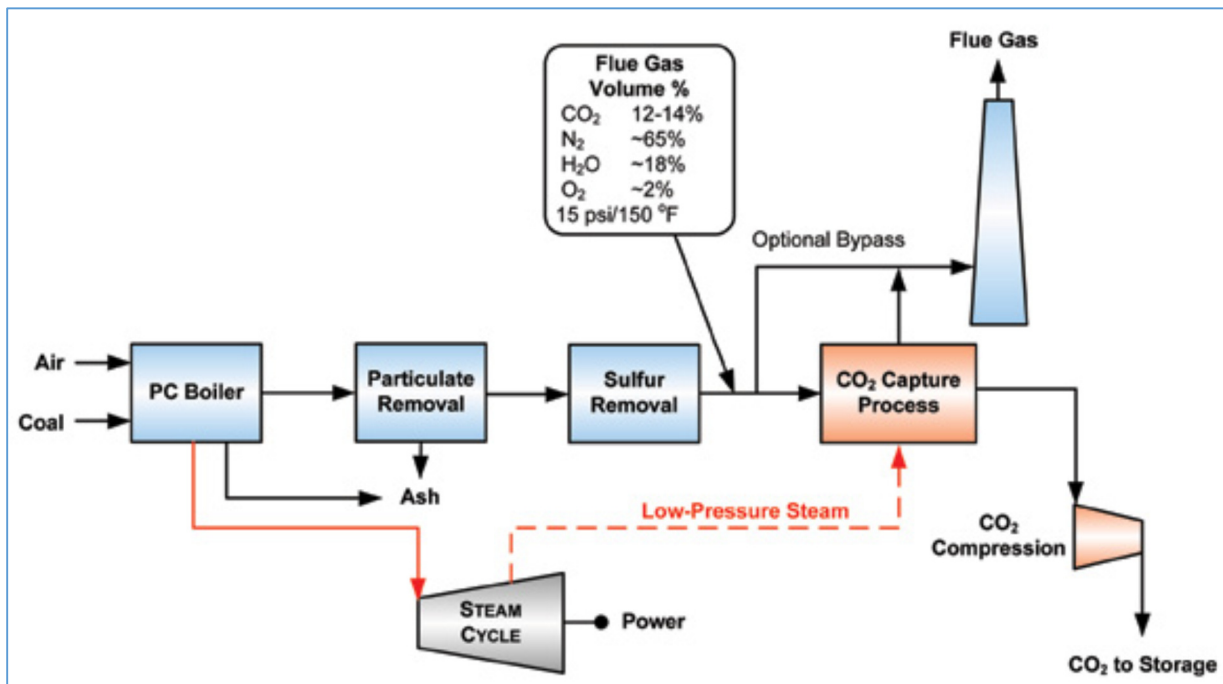 Flue Gas
Flue Gas
Volume %
CO₂ 12-14%
N₂ ~65%
H₂O ~18%
O₂ ~2%
15 psi/150 °F
Optional Bypass
Air
Coal
PC Boiler
Particulate
Removal
Sulfur
Removal
CO₂ Capture
Process
Ash
Low-Pressure Steam
CO₂
Compression
STEAM
CYCLE
Power
CO₂ to Storage